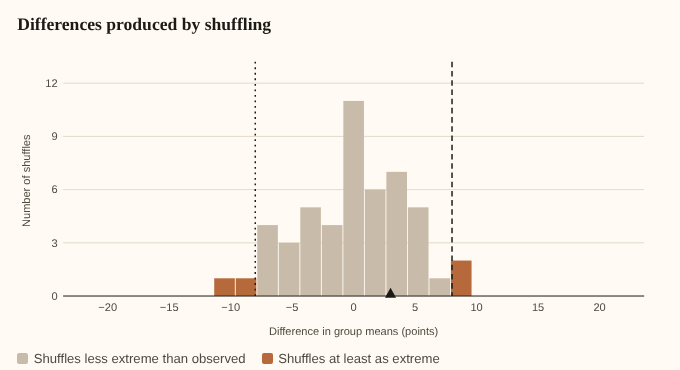 Differences produced by shuffling
12
9
6
3
0
Number of shuffles
−20 −15 −10 −5 0 5 10 15 20
Difference in group means (points)
Shuffles less extreme than observed Shuffles at least as extreme